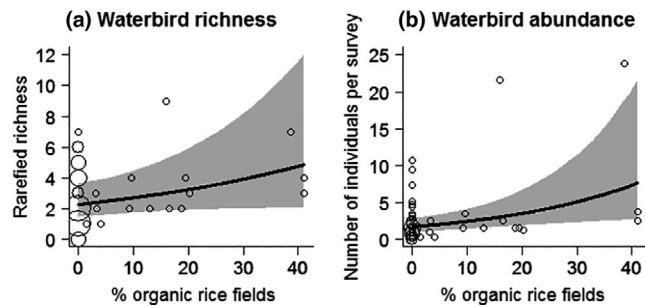 (a) Waterbird richness
Rarefied richness
12
10
8
6
4
2
0
0 10 20 30 40
% organic rice fields
(b) Waterbird abundance
Number of individuals per survey
25
20
15
10
5
0
0 10 20 30 40
% organic rice fields